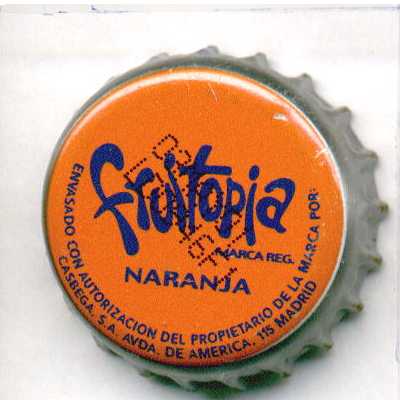 fruitopia
MARCA REG.
NARANJA
ENVASADO CON AUTORIZACION DEL PROPIETARIO DE LA MARCA POR:
CASBEGA, S.A. AVDA. DE AMERICA, 115 MADRID